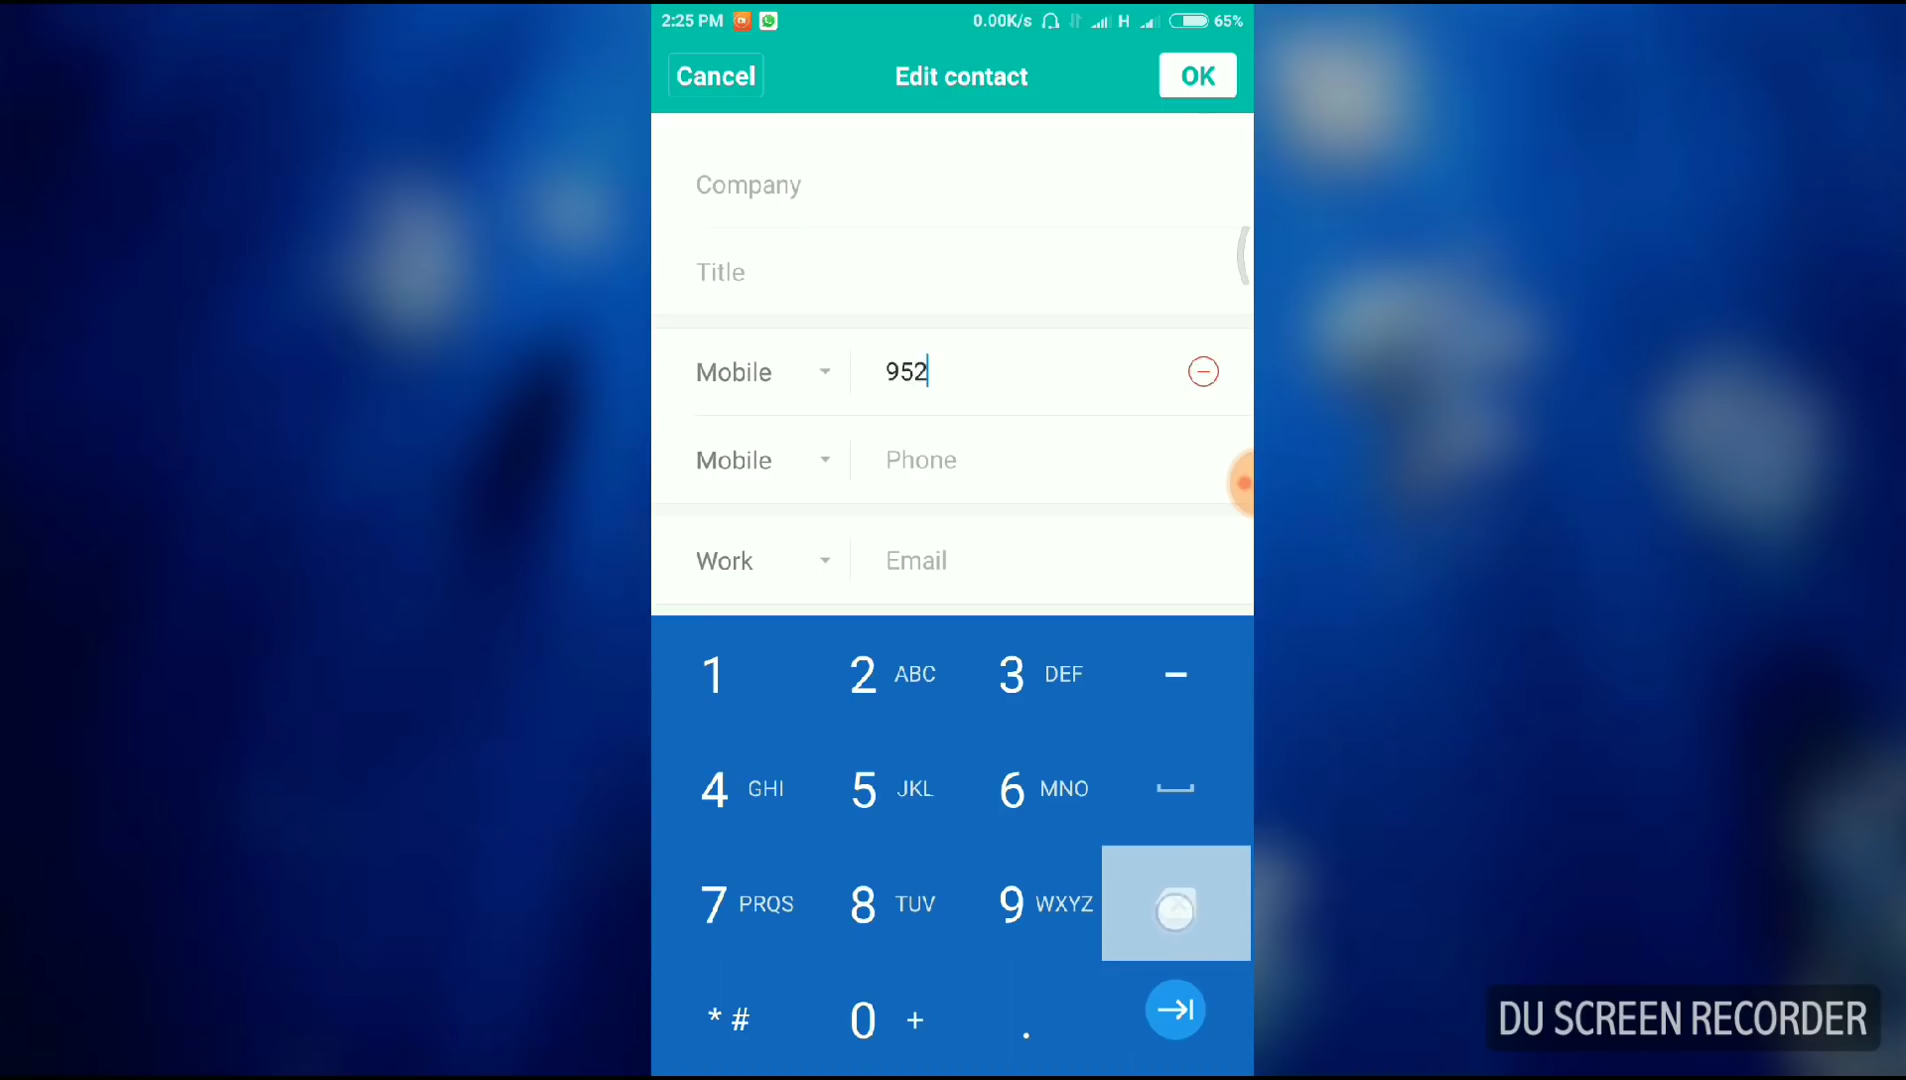 2:25 PM 0.00K/s H 65%
Cancel Edit contact OK
Company
Title
Mobile 952
Mobile Phone
Work Email
1 2 ABC 3 DEF -
4 GHI 5 JKL 6 MNO
7 PRQS 8 TUV 9 WXYZ
* # 0 + .
DU SCREEN RECORDER